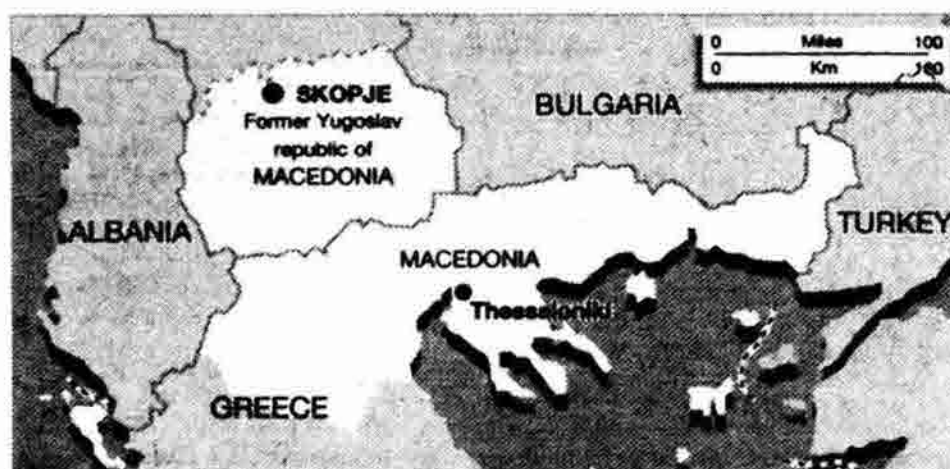 0 Miles 100
0 Km 160
SKOPJE
Former Yugoslav
republic of
MACEDONIA
BULGARIA
ALBANIA
TURKEY
MACEDONIA
Thessaloniki
GREECE